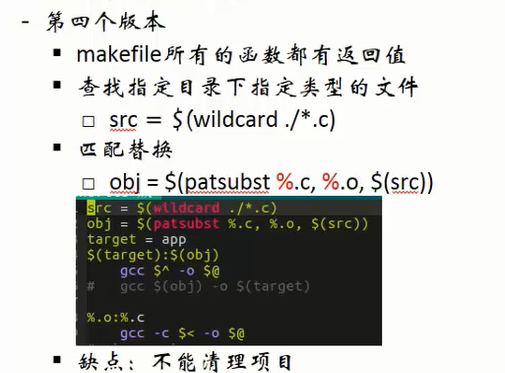 - 第四个版本
▪ makefile所有的函数都有返回值
▪ 查找指定目录下指定类型的文件
□ src = $(wildcard ./*.c)
▪ 匹配替换
□ obj = $(patsubst %.c, %.o, $(src))
src = $(wildcard ./*.c)
obj = $(patsubst %.c, %.o, $(src))
target = app
$(target):$(obj)
    gcc $^ -o $@
#   gcc $(obj) -o $(target)
%.o:%.c
    gcc -c $< -o $@
▪ 缺点：不能清理项目